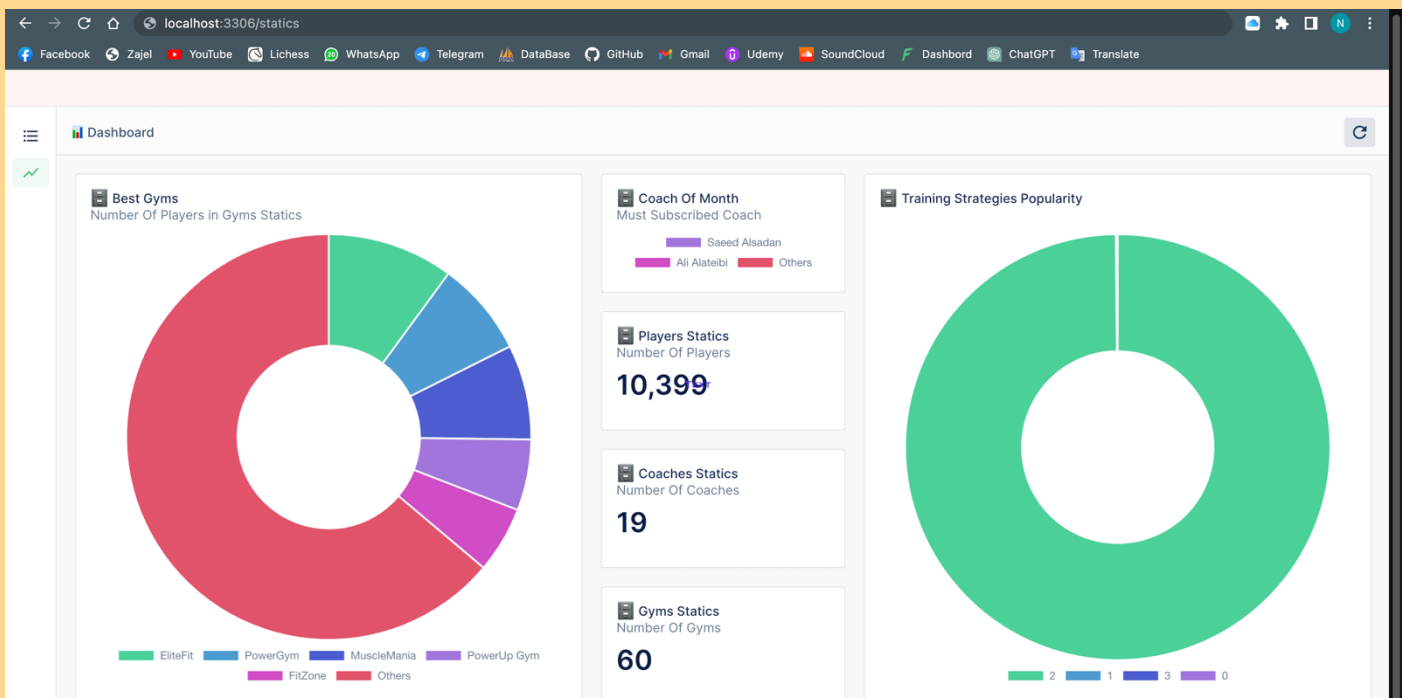 localhost:3306/statics
N
Facebook Zajel YouTube Lichess WhatsApp Telegram DataBase GitHub Gmail Udemy SoundCloud Dashbord ChatGPT Translate
Dashboard
Best Gyms
Number Of Players in Gyms Statics
EliteFit PowerGym MuscleMania PowerUp Gym
FitZone Others
Coach Of Month
Must Subscribed Coach
Saeed Alsadan
Ali Alateibi Others
Players Statics
Number Of Players
10,399
Coaches Statics
Number Of Coaches
19
Gyms Statics
Number Of Gyms
60
Training Strategies Popularity
2 1 3 0